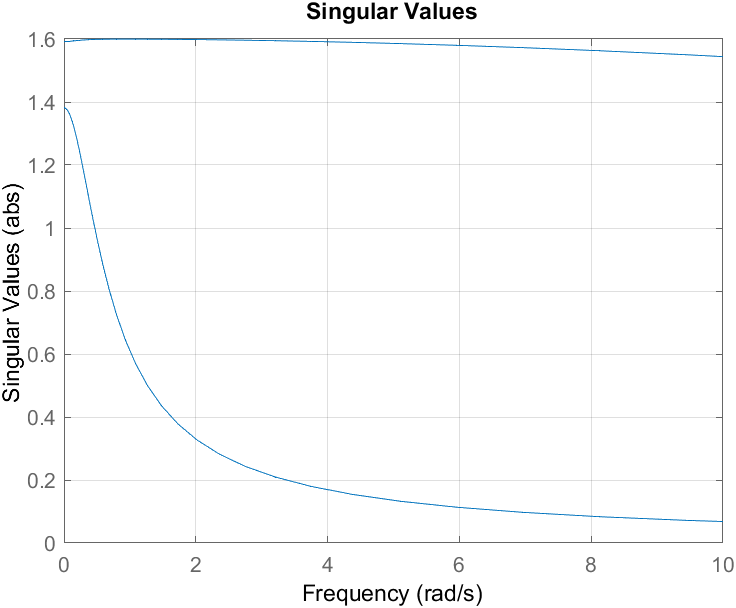 Singular Values
1.6
1.4
1.2
1
0.8
0.6
0.4
0.2
0
Singular Values (abs)
0 2 4 6 8 10
Frequency (rad/s)